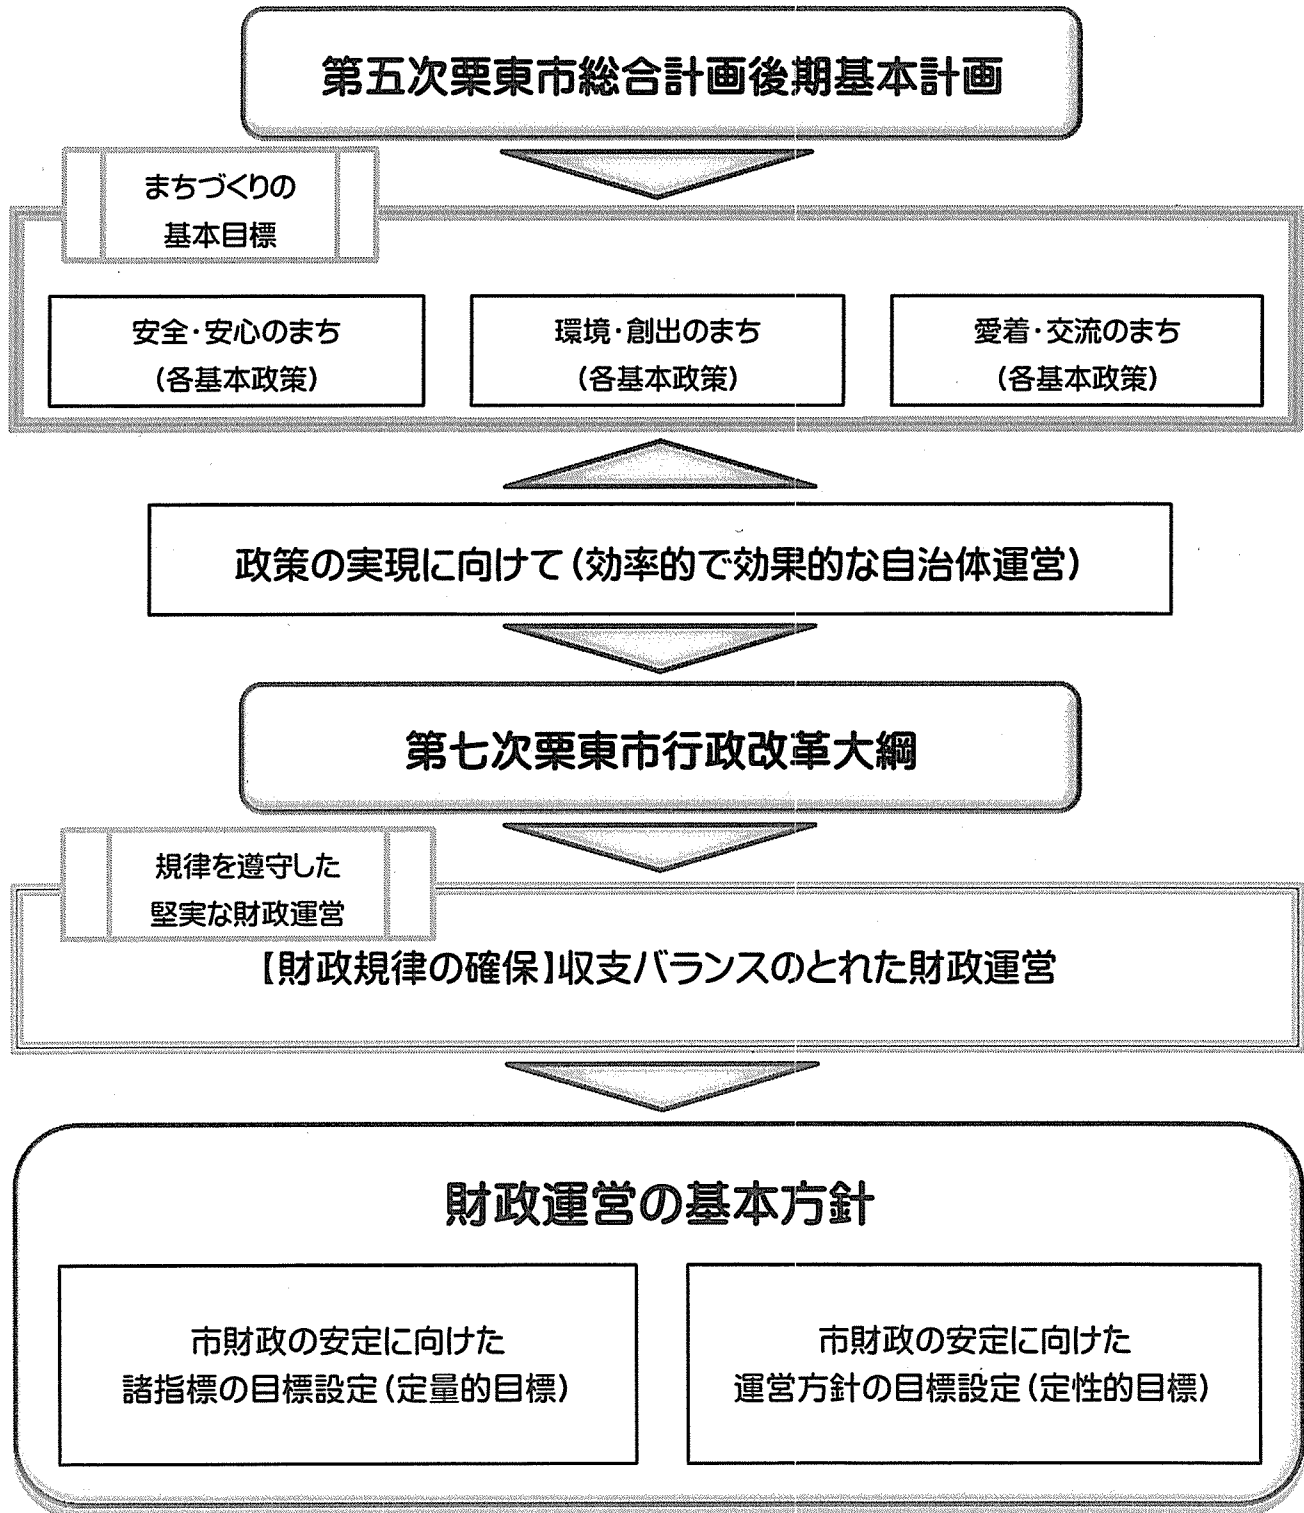 第五次栗東市総合計画後期基本計画
まちづくりの
基本目標
安全・安心のまち
(各基本政策)
環境・創出のまち
(各基本政策)
愛着・交流のまち
(各基本政策)
政策の実現に向けて(効率的で効果的な自治体運営)
第七次栗東市行政改革大綱
規律を遵守した
堅実な財政運営
【財政規律の確保】収支バランスのとれた財政運営
財政運営の基本方針
市財政の安定に向けた
諸指標の目標設定(定量的目標)
市財政の安定に向けた
運営方針の目標設定(定性的目標)